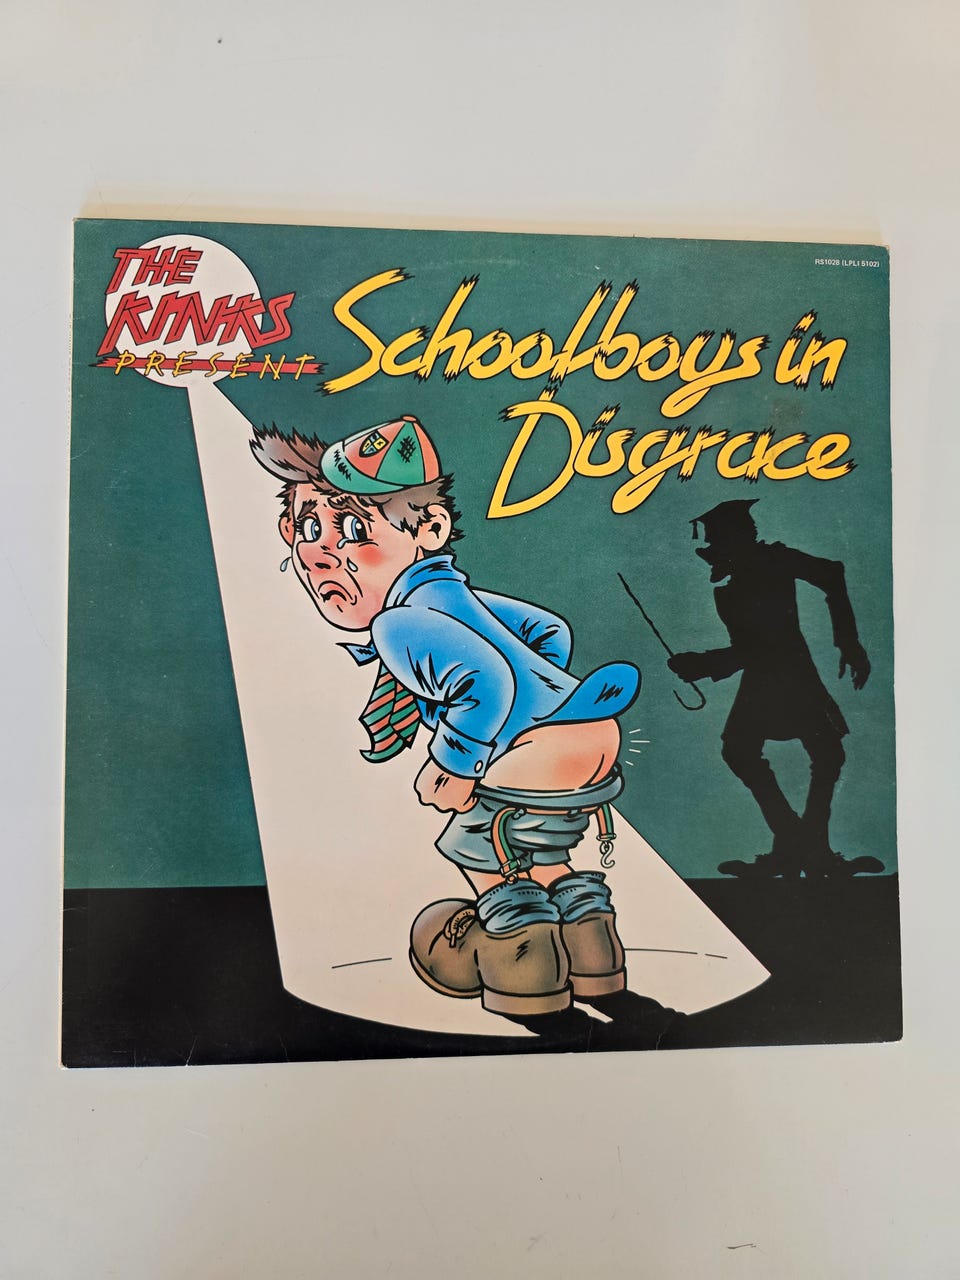 THE
KINKS
PRESENT
Schoolboys in
Disgrace
RS1028 (LPL1 5102)